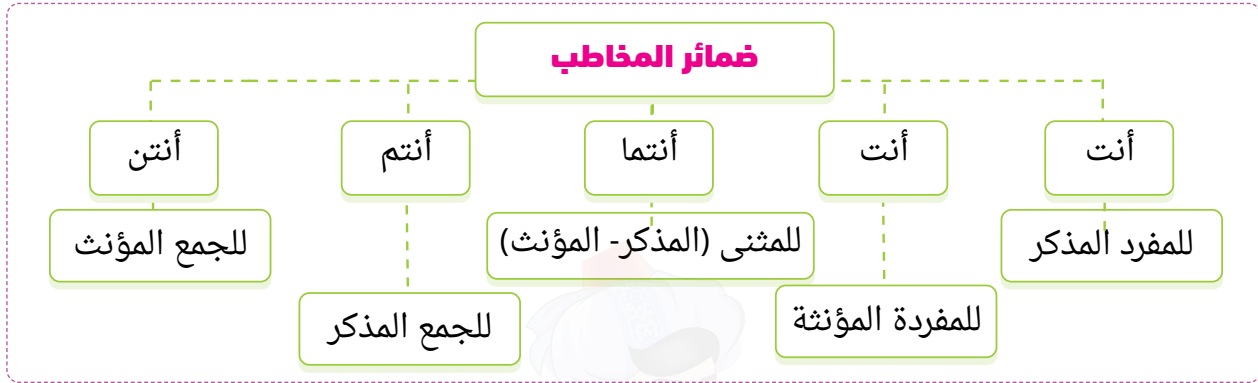 ضمائر المخاطب
أنت
أنت
أنتما
أنتم
أنتن
للمفرد المذكر
للمفردة المؤنثة
للمثنى (المذكر- المؤنث)
للجمع المذكر
للجمع المؤنث